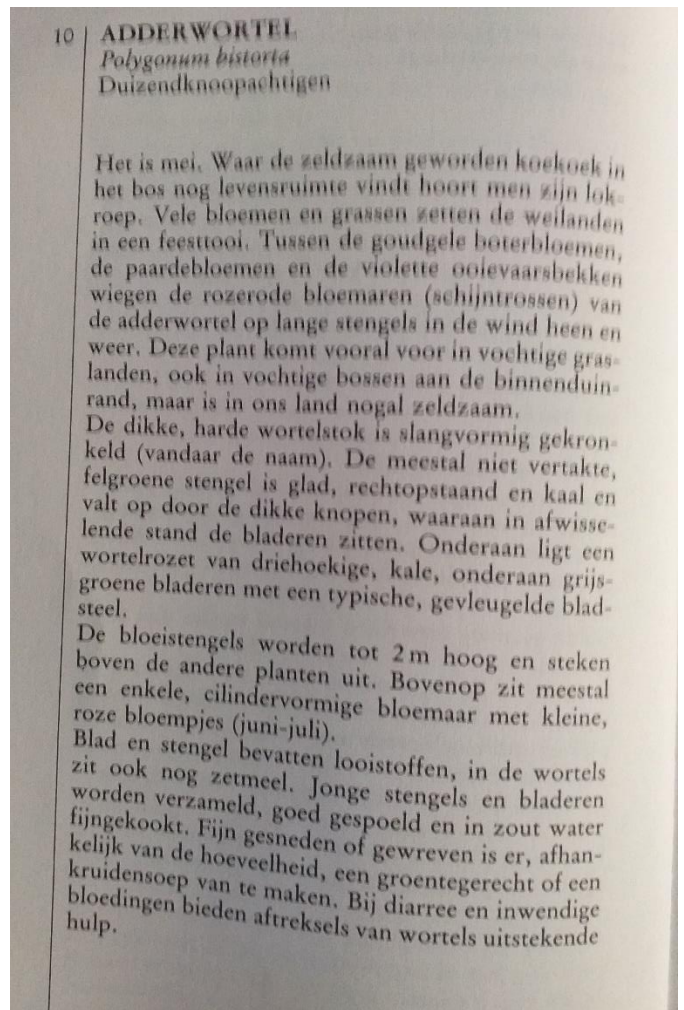 10 | ADDERWORTEL
Polygonum bistorta
Duizendknoopachtigen
Het is mei. Waar de zeldzaam geworden koekoek in
het bos nog levensruimte vindt hoort men zijn lok-
roep. Vele bloemen en grassen zetten de weilanden
in een feesttooi. Tussen de goudgele boterbloemen,
de paardebloemen en de violette ooievaarsbekken
wiegen de rozerode bloemaren (schijntrossen) van
de adderwortel op lange stengels in de wind heen en
weer. Deze plant komt vooral voor in vochtige gras-
landen, ook in vochtige bossen aan de binnenduin-
rand, maar is in ons land nogal zeldzaam.
De dikke, harde wortelstok is slangvormig gekron-
keld (vandaar de naam). De meestal niet vertakte,
felgroene stengel is glad, rechtopstaand en kaal en
valt op door de dikke knopen, waaraan in afwisse-
lende stand de bladeren zitten. Onderaan ligt een
wortelrozet van driehoekige, kale, onderaan grijs-
groene bladeren met een typische, gevleugelde blad-
steel.
De bloeistengels worden tot 2 m hoog en steken
boven de andere planten uit. Bovenop zit meestal
een enkele, cilindervormige bloemaar met kleine,
roze bloempjes (juni-juli).
Blad en stengel bevatten looistoffen, in de wortels
zit ook nog zetmeel. Jonge stengels en bladeren
worden verzameld, goed gespoeld en in zout water
fijngekookt. Fijn gesneden of gewreven is er, afhan-
kelijk van de hoeveelheid, een groentegerecht of een
kruidensoep van te maken. Bij diarree en inwendige
bloedingen bieden aftreksels van wortels uitstekende
hulp.